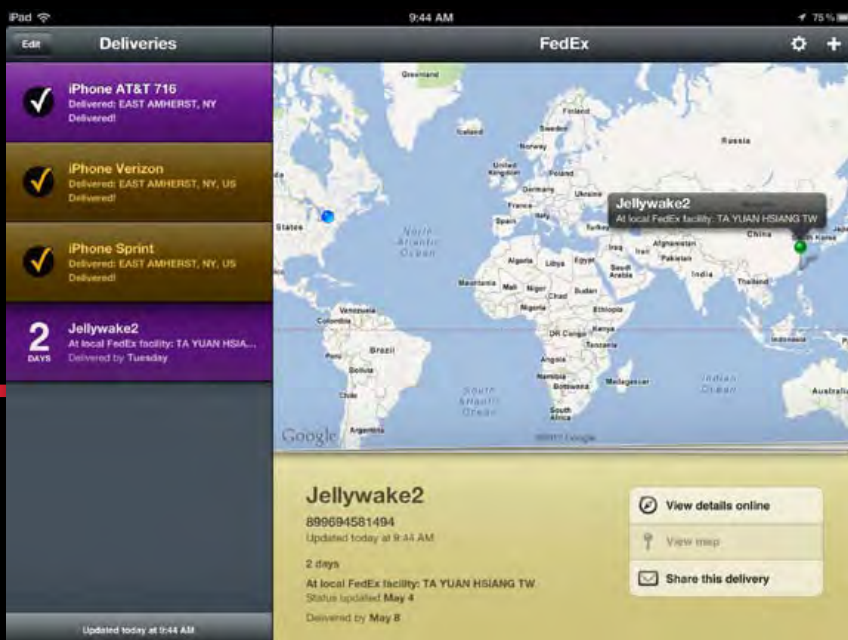 iPad
9:44 AM
75%
Edit
Deliveries
FedEx
iPhone AT&T 716
Delivered: EAST AMHERST, NY
Delivered!
iPhone Verizon
Delivered: EAST AMHERST, NY, US
Delivered!
iPhone Sprint
Delivered: EAST AMHERST, NY, US
Delivered!
2
DAYS
Jellywake2
At local FedEx facility: TA YUAN HSIA...
Delivered by Tuesday
Updated today at 9:44 AM
Greenland
Iceland
Finland
Sweden
Norway
Russia
United
Kingdom
Poland
Germany
Ukraine
France
Spain
Italy
Turkey
Jellywake2
At local FedEx facility: TA YUAN HSIANG TW
States
North
Atlantic
Ocean
China
South Korea
Iraq
Iran
Afghanistan
Pakistan
Algeria
Libya
Egypt
Saudi
Arabia
India
Thailand
Mauritania
Mali
Niger
Chad
Sudan
Nigeria
Ethiopia
Venezuela
Colombia
DR Congo
Kenya
Tanzania
Indonesia
Peru
Brazil
Bolivia
Angola
Namibia
Botswana
Madagascar
Chile
South
Atlantic
Ocean
Indian
Ocean
Australia
South
Africa
Argentina
Google
Jellywake2
899694581494
Updated today at 9:44 AM
2 days
At local FedEx facility: TA YUAN HSIANG TW
Status updated May 4
Delivered by May 8
View details online
View map
Share this delivery